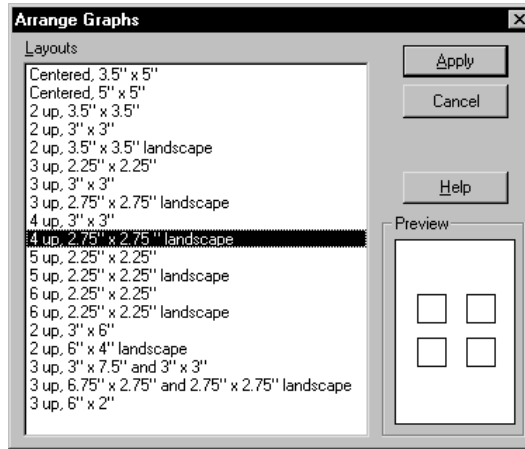 Arrange Graphs
Layouts
Centered, 3.5" x 5"
Centered, 5" x 5"
2 up, 3.5" x 3.5"
2 up, 3" x 3"
2 up, 3.5" x 3.5" landscape
3 up, 2.25" x 2.25"
3 up, 3" x 3"
3 up, 2.75" x 2.75" landscape
4 up, 3" x 3"
4 up, 2.75" x 2.75 " landscape
5 up, 2.25" x 2.25"
5 up, 2.25" x 2.25" landscape
6 up, 2.25" x 2.25"
6 up, 2.25" x 2.25" landscape
2 up, 3" x 6"
2 up, 6" x 4" landscape
3 up, 3" x 7.5" and 3" x 3"
3 up, 6.75" x 2.75" and 2.75" x 2.75" landscape
3 up, 6" x 2"
Apply
Cancel
Help
Preview